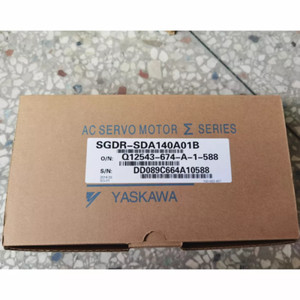 AC SERVO MOTOR Σ SERIES
SGDR-SDA140A01B
O/N: Q12543-674-A-1-588
S/N: DD089C664A10588
YASKAWA